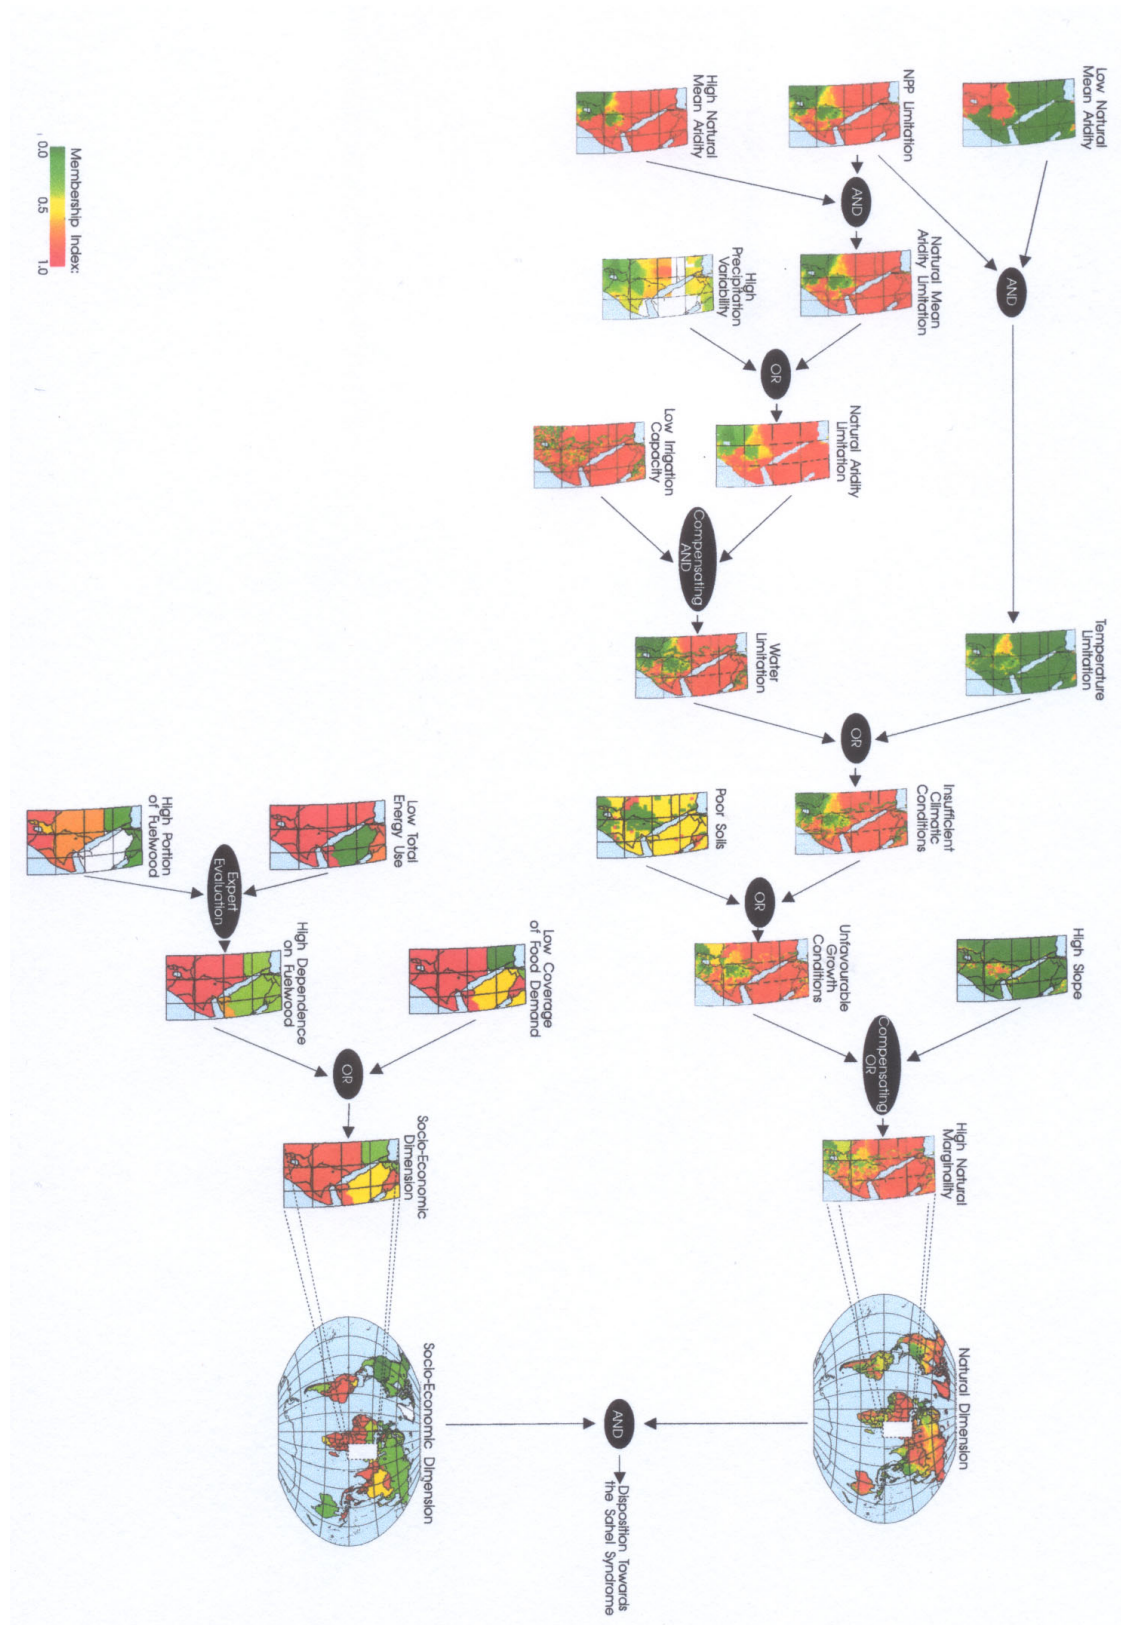 Low Natural
Mean Aridity
NPP Limitation
High Natural
Mean Aridity
AND
AND
Natural Mean
Aridity Limitation
High
Precipitation
Variability
OR
Natural Aridity
Limitation
Low Irrigation
Capacity
Compensating
AND
Temperature
Limitation
Water
Limitation
OR
Insufficient
Climatic
Conditions
Poor Soils
OR
High Slope
Unfavourable
Growth
Conditions
Compensating
OR
High Natural
Marginality
Natural Dimension
Low Total
Energy Use
High Portion
of Fuelwood
Expert
Evaluation
Low Coverage
of Food Demand
High Dependence
on Fuelwood
OR
Socio-Economic
Dimension
Socio-Economic Dimension
AND
Disposition Towards
the Sahel Syndrome
Membership Index:
0.0 0.5 1.0